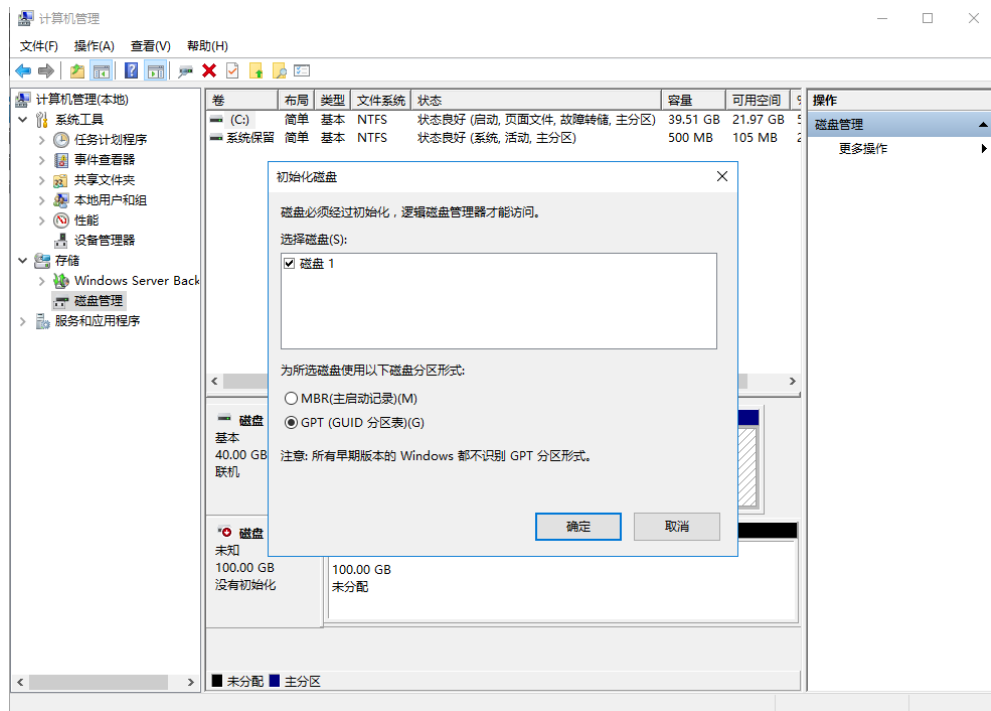 计算机管理
文件(F) 操作(A) 查看(V) 帮助(H)
计算机管理(本地)
系统工具
任务计划程序
事件查看器
共享文件夹
本地用户和组
性能
设备管理器
存储
Windows Server Back
磁盘管理
服务和应用程序
卷 布局 类型 文件系统 状态 容量 可用空间
(C:) 简单 基本 NTFS 状态良好 (启动, 页面文件, 故障转储, 主分区) 39.51 GB 21.97 GB
系统保留 简单 基本 NTFS 状态良好 (系统, 活动, 主分区) 500 MB 105 MB
初始化磁盘
磁盘必须经过初始化，逻辑磁盘管理器才能访问。
选择磁盘(S):
磁盘 1
为所选磁盘使用以下磁盘分区形式:
MBR(主启动记录)(M)
GPT (GUID 分区表)(G)
注意: 所有早期版本的 Windows 都不识别 GPT 分区形式。
确定 取消
磁盘
基本
40.00 GB
联机
磁盘
未知
100.00 GB
没有初始化
100.00 GB
未分配
未分配 主分区
操作
磁盘管理
更多操作